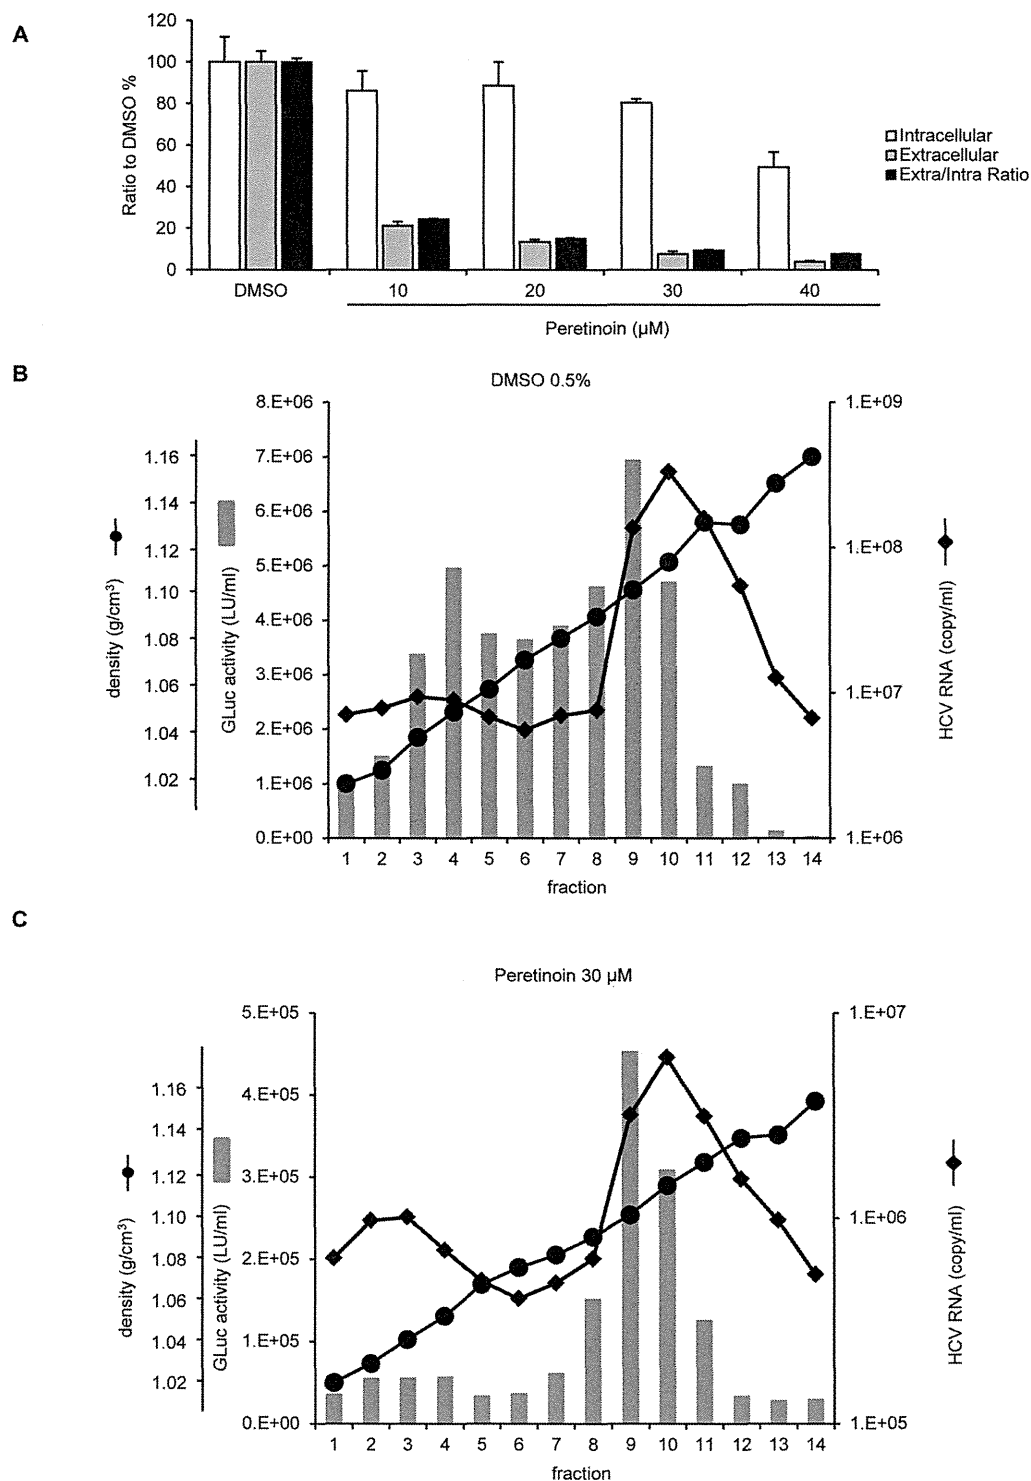 A
120
100
80
60
40
20
0
Ratio to DMSO %
DMSO
10
20
30
40
Peretinoin (μM)
Intracellular
Extracellular
Extra/Intra Ratio
B
DMSO 0.5%
density (g/cm³)
1.16
1.14
1.12
1.10
1.08
1.06
1.04
1.02
GLuc activity (LU/ml)
8.E+06
7.E+06
6.E+06
5.E+06
4.E+06
3.E+06
2.E+06
1.E+06
0.E+00
1.E+09
1.E+08
1.E+07
1.E+06
HCV RNA (copy/ml)
1 2 3 4 5 6 7 8 9 10 11 12 13 14
fraction
C
Peretinoin 30 μM
density (g/cm³)
1.16
1.14
1.12
1.10
1.08
1.06
1.04
1.02
GLuc activity (LU/ml)
5.E+05
4.E+05
3.E+05
2.E+05
1.E+05
0.E+00
1.E+07
1.E+06
1.E+05
HCV RNA (copy/ml)
1 2 3 4 5 6 7 8 9 10 11 12 13 14
fraction